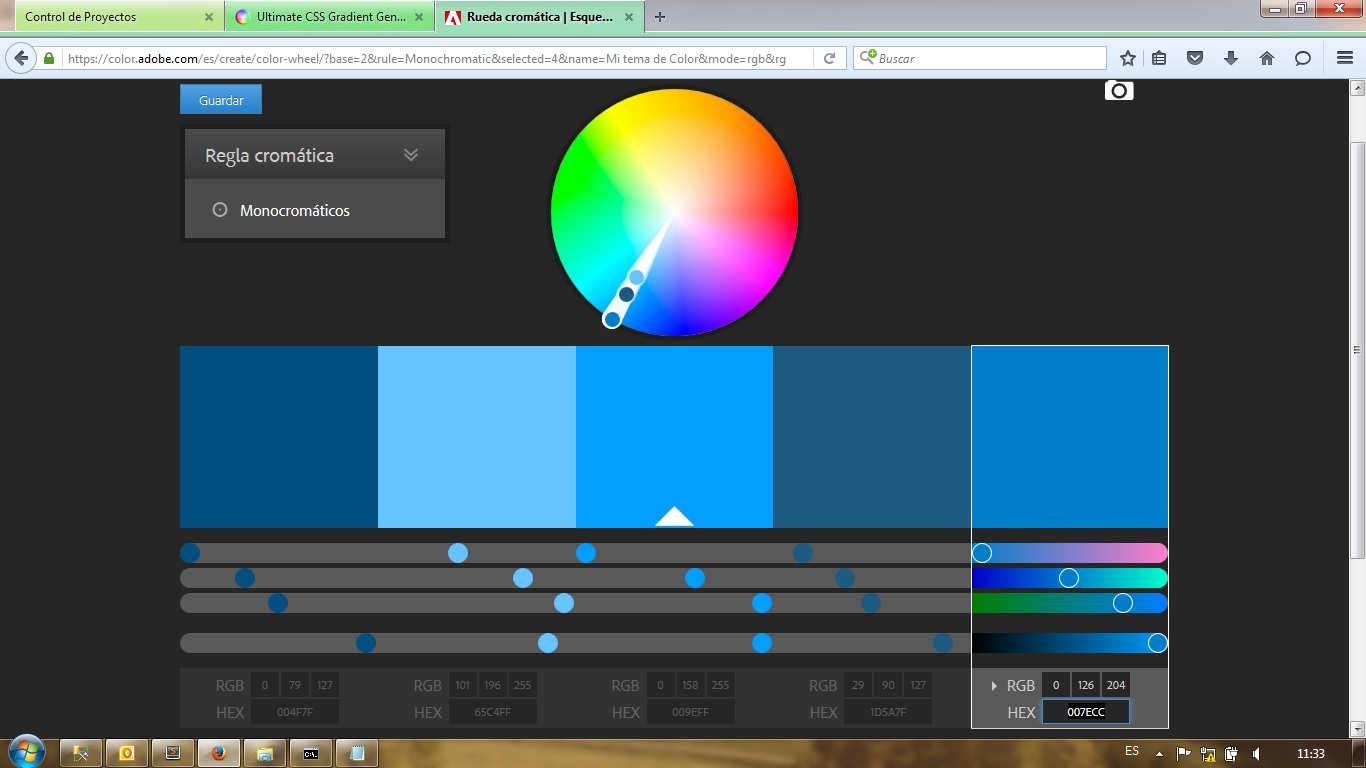 Control de Proyectos
Ultimate CSS Gradient Gen...
Rueda cromática | Esque...
https://color.adobe.com/es/create/color-wheel/?base=2&rule=Monochromatic&selected=4&name=Mi tema de Color&mode=rgb&rg
Buscar
Guardar
Regla cromática
Monocromáticos
RGB 0 79 127 RGB 101 196 255 RGB 0 158 255 RGB 29 90 127 RGB 0 126 204
HEX 004F7F HEX 65C4FF HEX 009EFF HEX 1D5A7F HEX 007ECC
ES
11:33